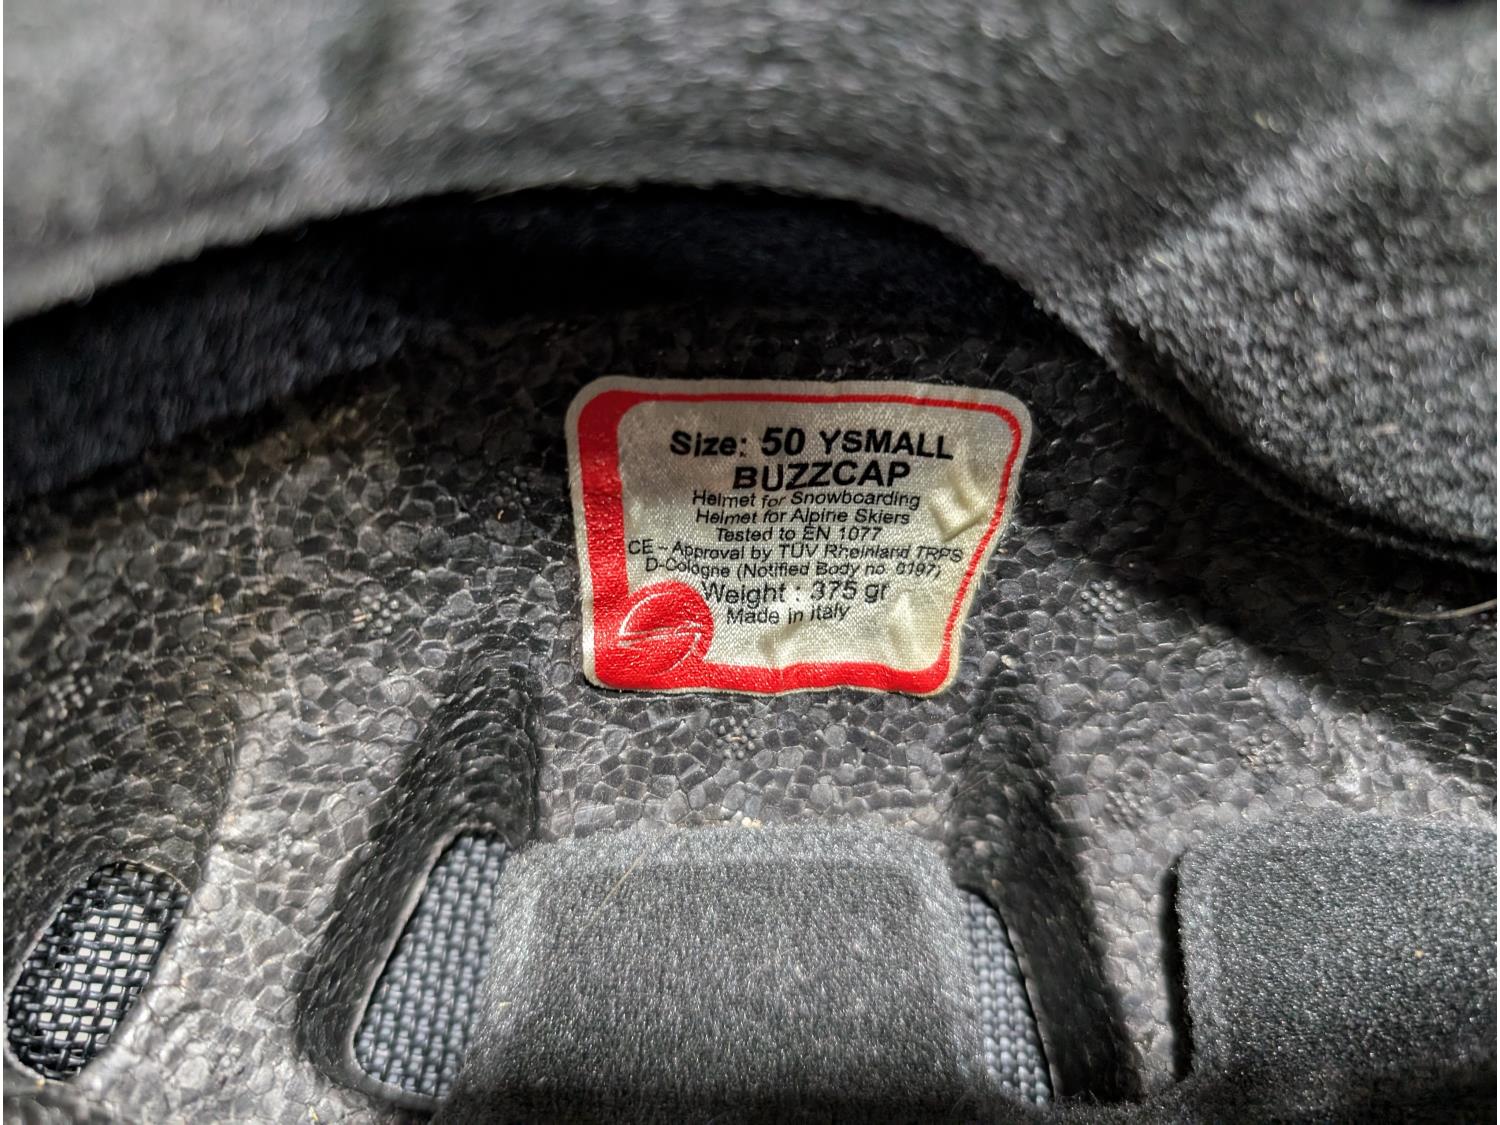 Size: 50 YSMALL
BUZZCAP
Helmet for Snowboarding
Helmet for Alpine Skiers
Tested to EN 1077
CE - Approval by TÜV Rheinland TRPS
D-Cologne (Notified Body no. 0197)
Weight : 375 gr
Made in Italy